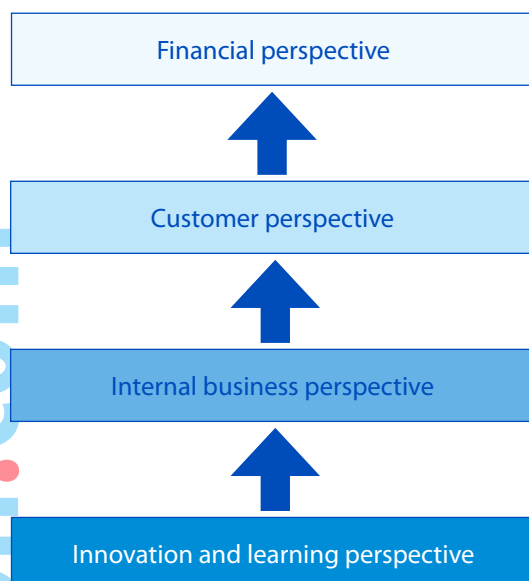 Financial perspective
Customer perspective
Internal business perspective
Innovation and learning perspective